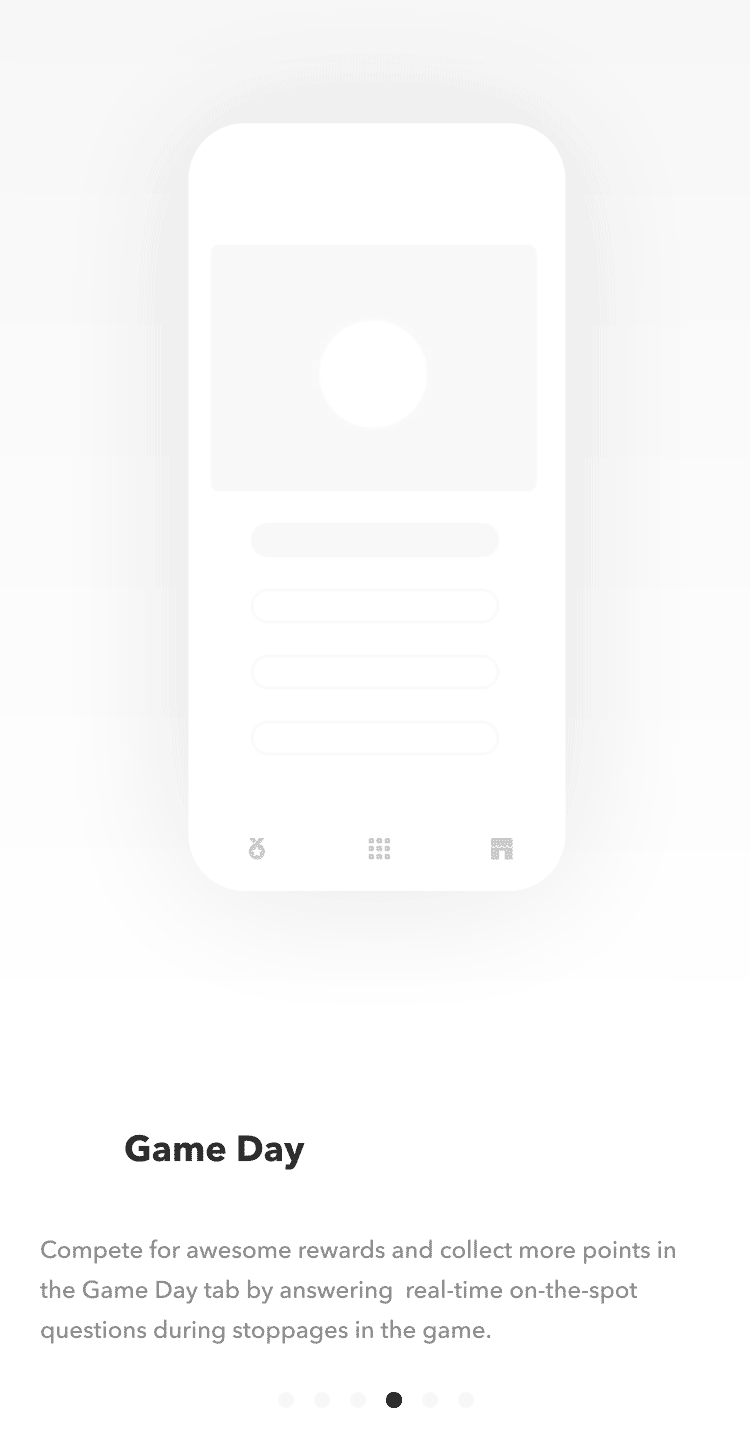 Game Day
Compete for awesome rewards and collect more points in
the Game Day tab by answering  real-time on-the-spot
questions during stoppages in the game.